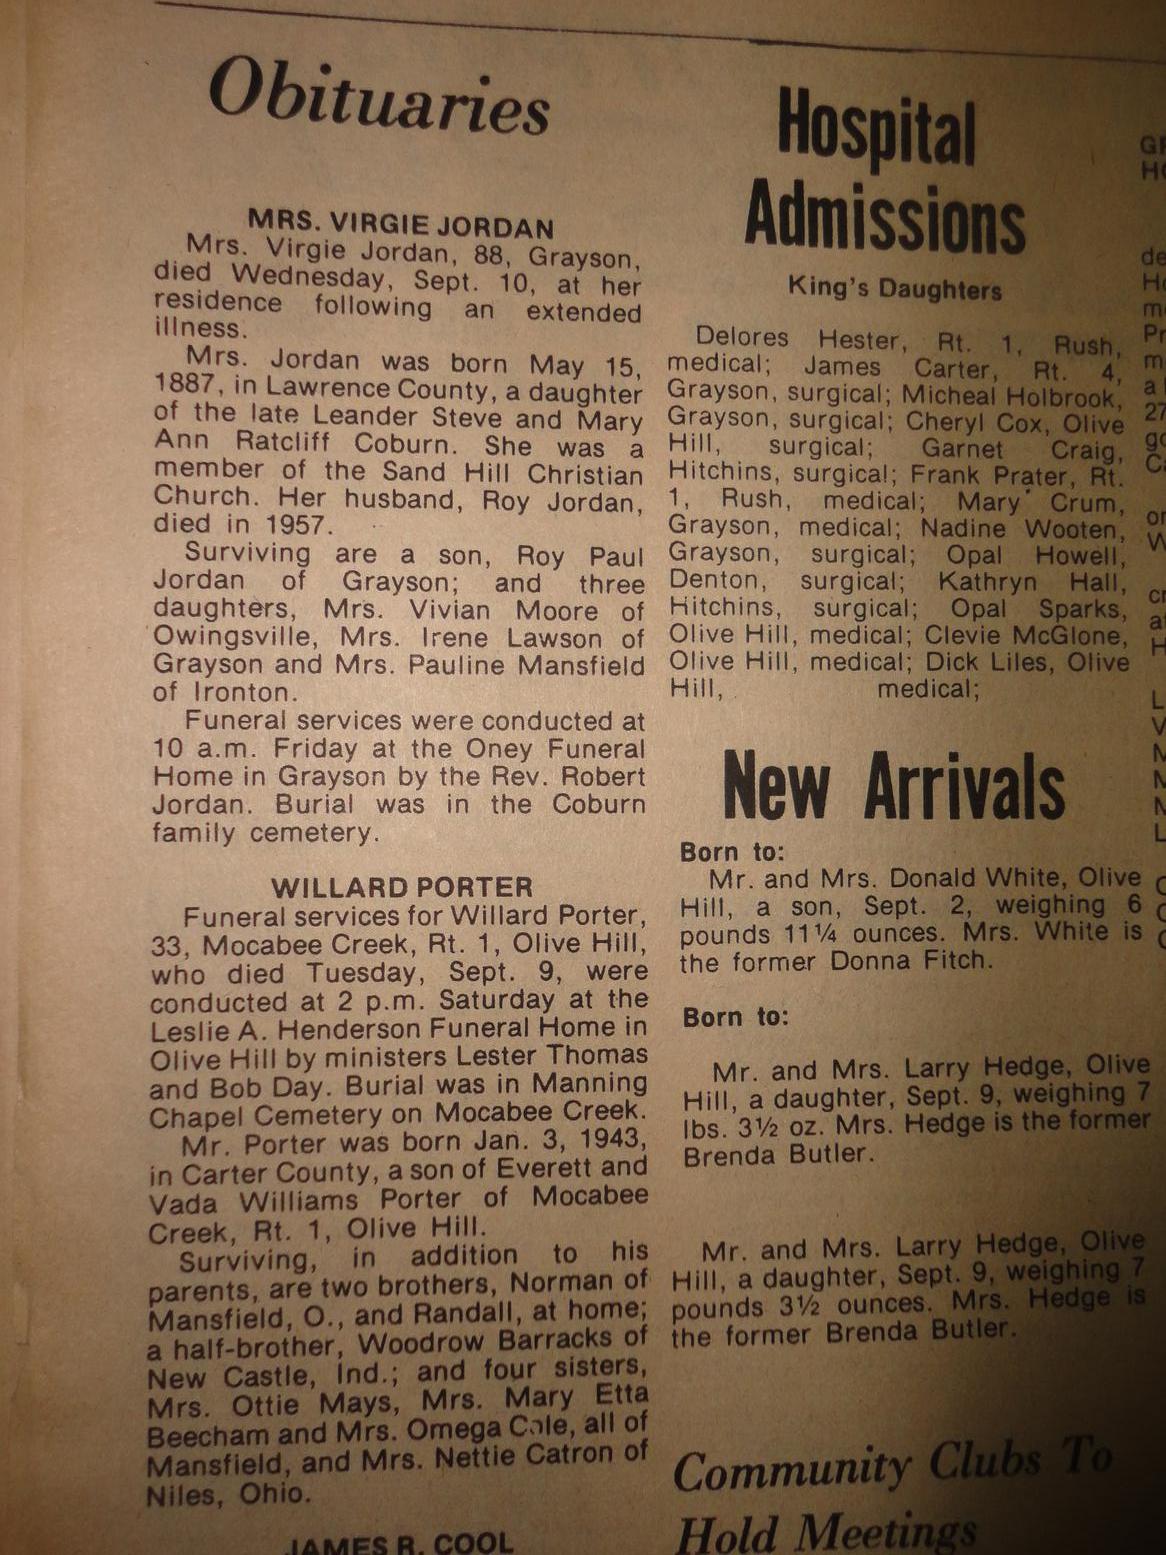 Obituaries
MRS. VIRGIE JORDAN
Mrs. Virgie Jordan, 88, Grayson,
died Wednesday, Sept. 10, at her
residence following an extended
illness.
Mrs. Jordan was born May 15,
1887, in Lawrence County, a daughter
of the late Leander Steve and Mary
Ann Ratcliff Coburn. She was a
member of the Sand Hill Christian
Church. Her husband, Roy Jordan,
died in 1957.
Surviving are a son, Roy Paul
Jordan of Grayson; and three
daughters, Mrs. Vivian Moore of
Owingsville, Mrs. Irene Lawson of
Grayson and Mrs. Pauline Mansfield
of Ironton.
Funeral services were conducted at
10 a.m. Friday at the Oney Funeral
Home in Grayson by the Rev. Robert
Jordan. Burial was in the Coburn
family cemetery.
WILLARD PORTER
Funeral services for Willard Porter,
33, Mocabee Creek, Rt. 1, Olive Hill,
who died Tuesday, Sept. 9, were
conducted at 2 p.m. Saturday at the
Leslie A. Henderson Funeral Home in
Olive Hill by ministers Lester Thomas
and Bob Day. Burial was in Manning
Chapel Cemetery on Mocabee Creek.
Mr. Porter was born Jan. 3, 1943,
in Carter County, a son of Everett and
Vada Williams Porter of Mocabee
Creek, Rt. 1, Olive Hill.
Surviving, in addition to his
parents, are two brothers, Norman of
Mansfield, O., and Randall, at home;
a half-brother, Woodrow Barracks of
New Castle, Ind.; and four sisters,
Mrs. Ottie Mays, Mrs. Mary Etta
Beecham and Mrs. Omega Cole, all of
Mansfield, and Mrs. Nettie Catron of
Niles, Ohio.
JAMES R. COOL
Hospital
Admissions
King's Daughters
Delores Hester, Rt. 1, Rush,
medical; James Carter, Rt. 4,
Grayson, surgical; Micheal Holbrook,
Grayson, surgical; Cheryl Cox, Olive
Hill, surgical; Garnet Craig,
Hitchins, surgical; Frank Prater, Rt.
1, Rush, medical; Mary Crum,
Grayson, medical; Nadine Wooten,
Grayson, surgical; Opal Howell,
Denton, surgical; Kathryn Hall,
Hitchins, surgical; Opal Sparks,
Olive Hill, medical; Clevie McGlone,
Olive Hill, medical; Dick Liles, Olive
Hill, medical;
New Arrivals
Born to:
Mr. and Mrs. Donald White, Olive
Hill, a son, Sept. 2, weighing 6
pounds 11¼ ounces. Mrs. White is
the former Donna Fitch.
Born to:
Mr. and Mrs. Larry Hedge, Olive
Hill, a daughter, Sept. 9, weighing 7
lbs. 3½ oz. Mrs. Hedge is the former
Brenda Butler.
Mr. and Mrs. Larry Hedge, Olive
Hill, a daughter, Sept. 9, weighing 7
pounds 3½ ounces. Mrs. Hedge is
the former Brenda Butler.
Community Clubs To
Hold Meetings